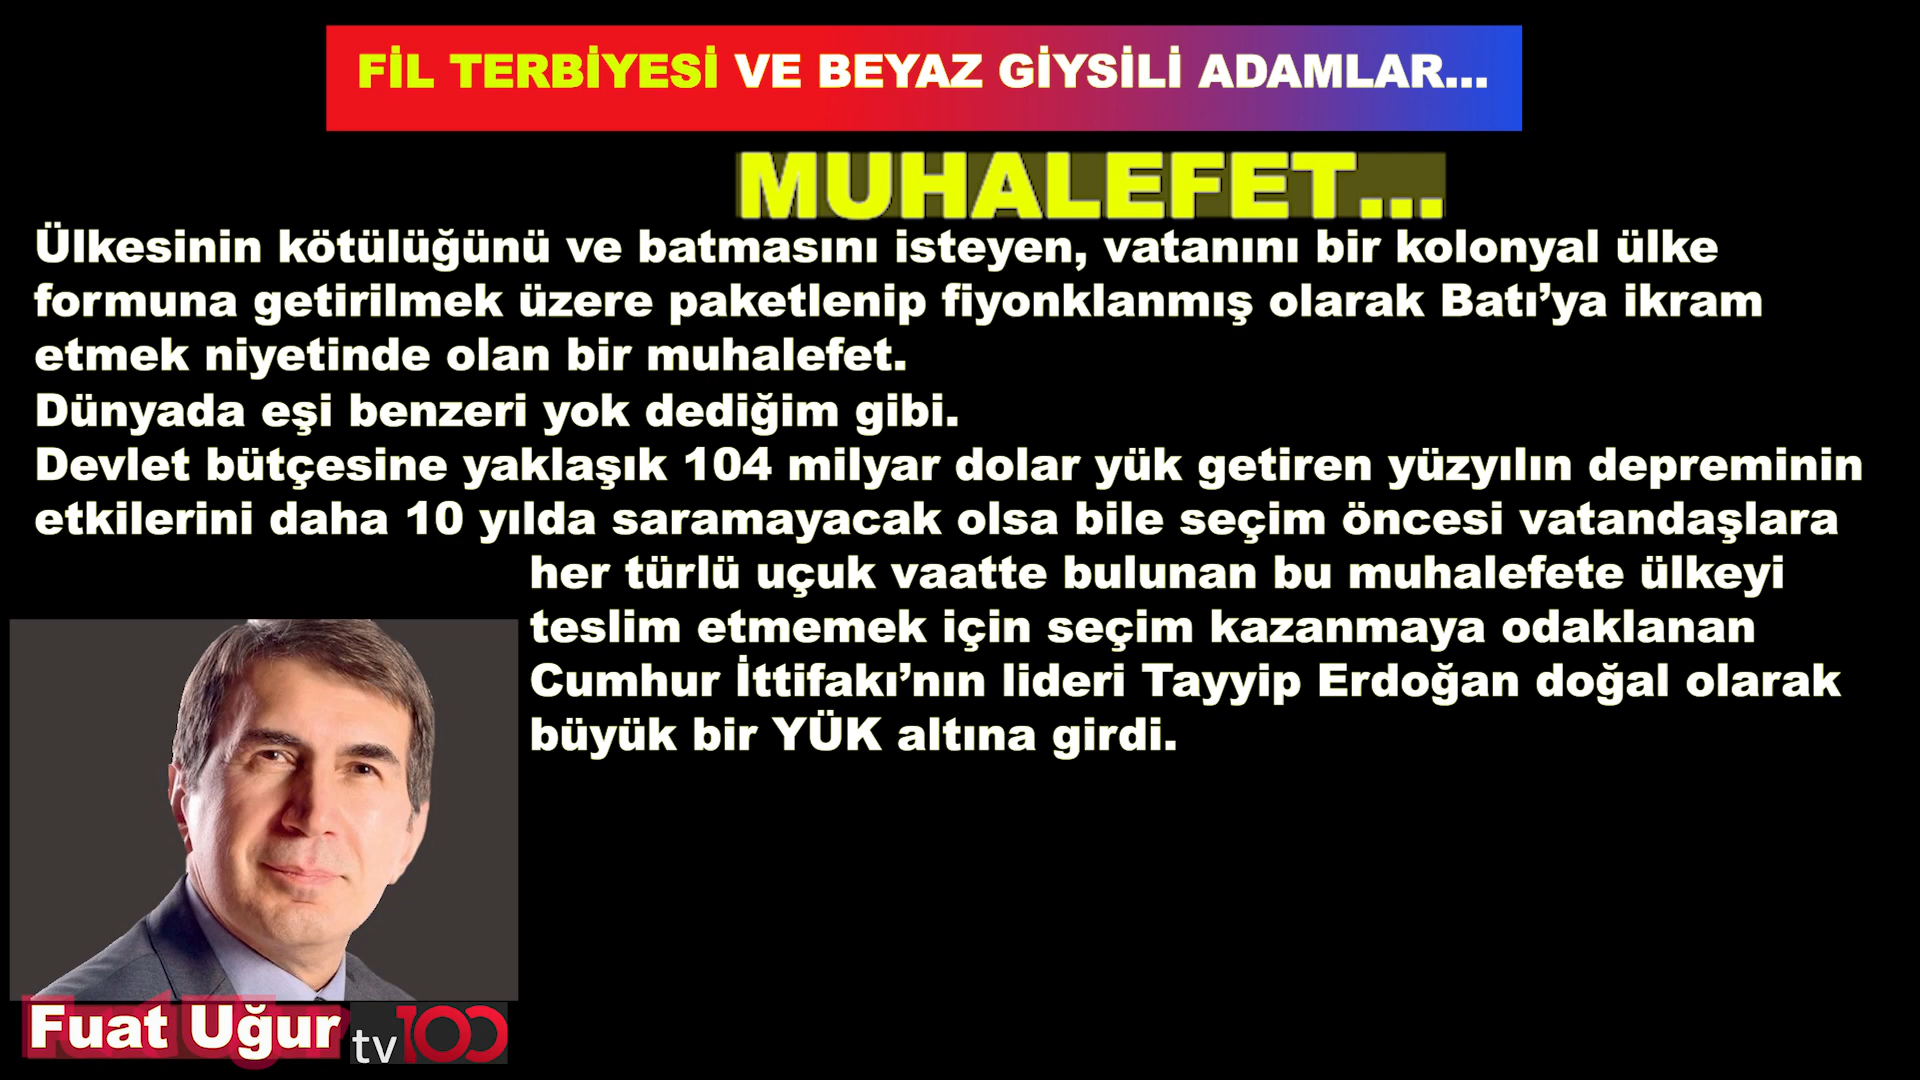 FİL TERBİYESİ VE BEYAZ GİYSİLİ ADAMLAR...
MUHALEFET...
Ülkesinin kötülüğünü ve batmasını isteyen, vatanını bir kolonyal ülke
formuna getirilmek üzere paketlenip fiyonklanmış olarak Batı’ya ikram
etmek niyetinde olan bir muhalefet.
Dünyada eşi benzeri yok dediğim gibi.
Devlet bütçesine yaklaşık 104 milyar dolar yük getiren yüzyılın depreminin
etkilerini daha 10 yılda saramayacak olsa bile seçim öncesi vatandaşlara
her türlü uçuk vaatte bulunan bu muhalefete ülkeyi
teslim etmemek için seçim kazanmaya odaklanan
Cumhur İttifakı’nın lideri Tayyip Erdoğan doğal olarak
büyük bir YÜK altına girdi.
Fuat Uğur tv100